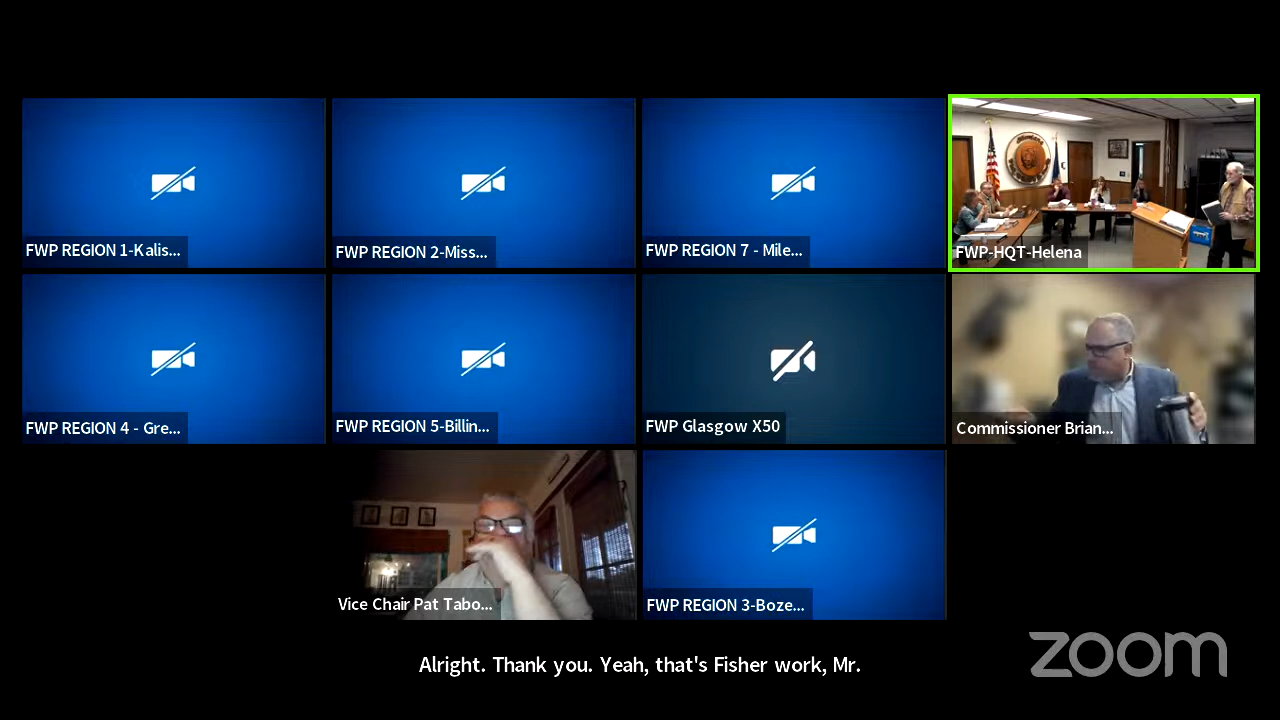 FWP REGION 1-Kalis...
FWP REGION 2-Miss...
FWP REGION 7 - Mile...
FWP-HQT-Helena
FWP REGION 4 - Gre...
FWP REGION 5-Billin...
FWP Glasgow X50
Commissioner Brian...
Vice Chair Pat Tabo...
FWP REGION 3-Boze...
Alright. Thank you. Yeah, that's Fisher work, Mr.
zoom